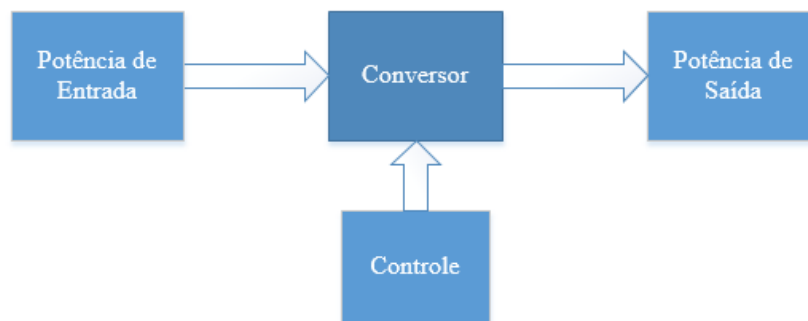 Potência de
Entrada
Conversor
Potência de
Saída
Controle